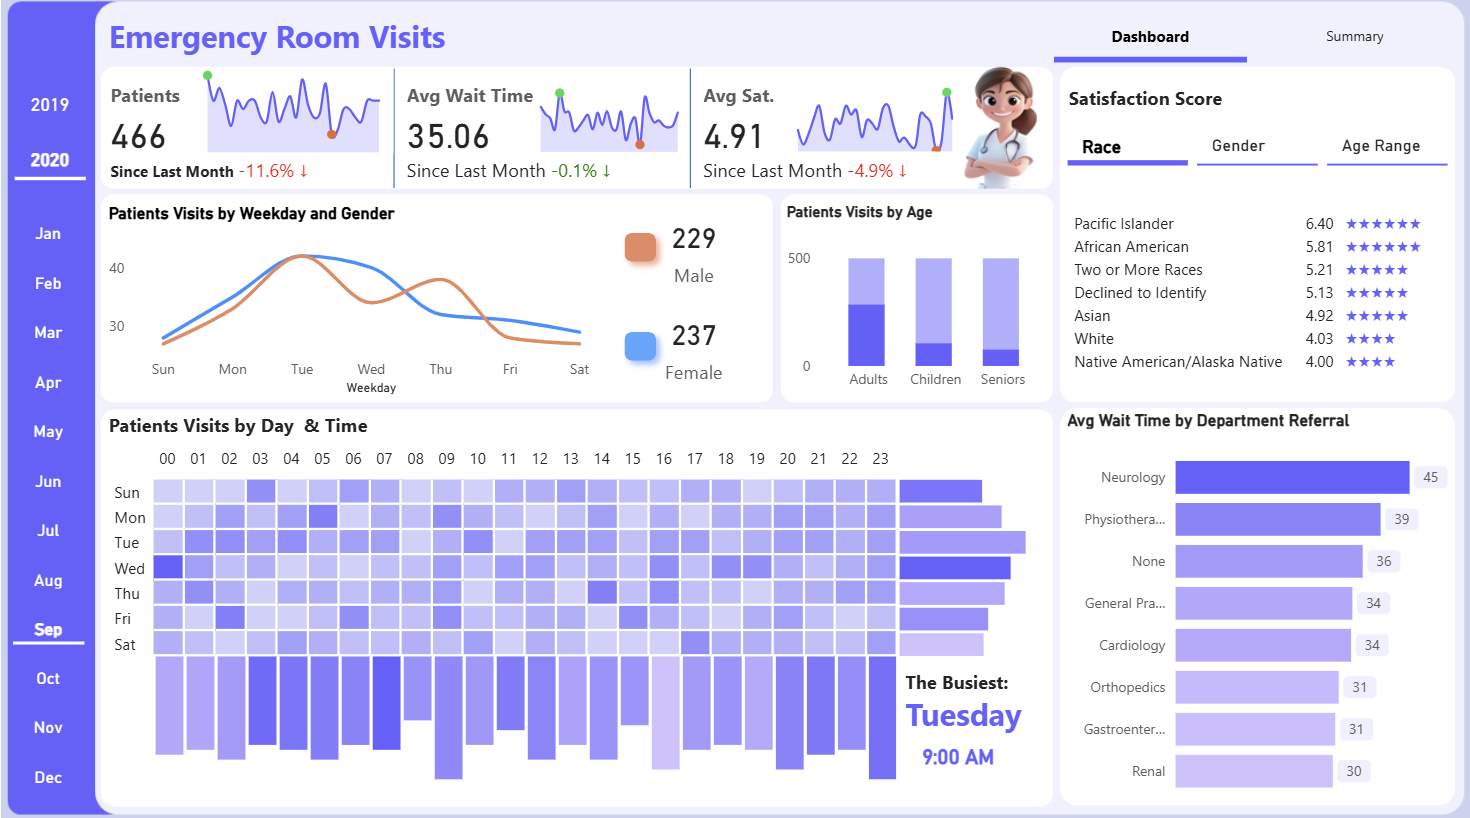 Emergency Room Visits
Dashboard
Summary
2019
2020
Jan
Feb
Mar
Apr
May
Jun
Jul
Aug
Sep
Oct
Nov
Dec
Patients
466
Since Last Month -11.6% ↓
Avg Wait Time
35.06
Since Last Month -0.1% ↓
Avg Sat.
4.91
Since Last Month -4.9% ↓
Satisfaction Score
Race
Gender
Age Range
Pacific Islander 6.40 ★★★★★★
African American 5.81 ★★★★★★
Two or More Races 5.21 ★★★★★
Declined to Identify 5.13 ★★★★★
Asian 4.92 ★★★★★
White 4.03 ★★★★
Native American/Alaska Native 4.00 ★★★★
Patients Visits by Weekday and Gender
40
30
Sun Mon Tue Wed Thu Fri Sat
Weekday
229
Male
237
Female
Patients Visits by Age
500
0
Adults Children Seniors
Patients Visits by Day & Time
00 01 02 03 04 05 06 07 08 09 10 11 12 13 14 15 16 17 18 19 20 21 22 23
Sun
Mon
Tue
Wed
Thu
Fri
Sat
The Busiest:
Tuesday
9:00 AM
Avg Wait Time by Department Referral
Neurology 45
Physiothera... 39
None 36
General Pra... 34
Cardiology 34
Orthopedics 31
Gastroenter... 31
Renal 30